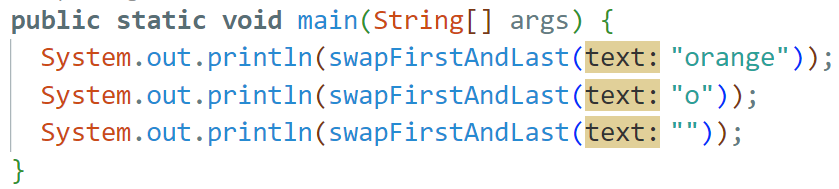 public static void main(String[] args) {
System.out.println(swapFirstAndLast(text: "orange"));
System.out.println(swapFirstAndLast(text: "o"));
System.out.println(swapFirstAndLast(text: ""));
}